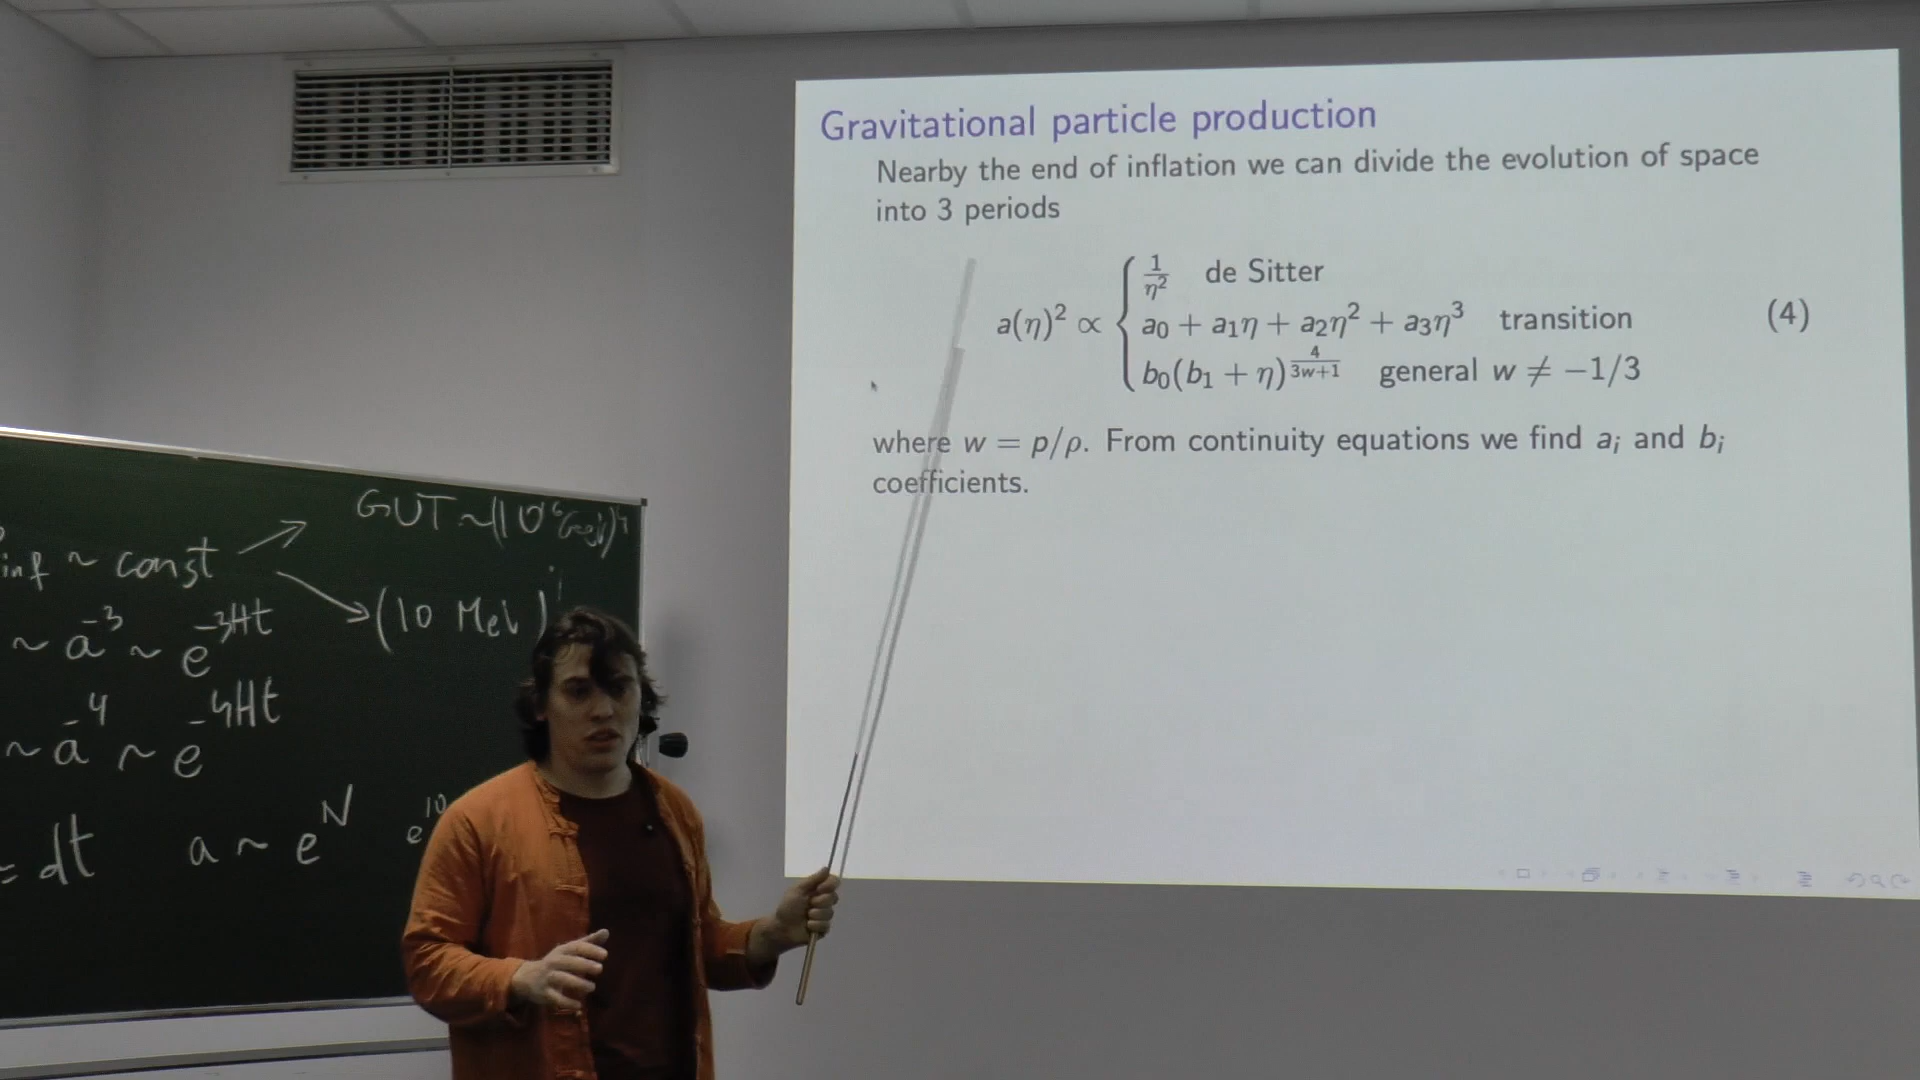 Gravitational particle production
Nearby the end of inflation we can divide the evolution of space
into 3 periods
1/η² de Sitter
a(η)² ∝ { a₀ + a₁η + a₂η² + a₃η³ transition (4)
b₀(b₁ + η)^(4/(3w+1)) general w ≠ −1/3
where w = p/ρ. From continuity equations we find aᵢ and bᵢ
coefficients.
GUT ~
inf ~ const
(10 MeV)
~ a⁻³ ~ e^(-3Ht)
~ a⁻⁴ ~ e^(-4Ht)
= dt a ~ e^N e^10